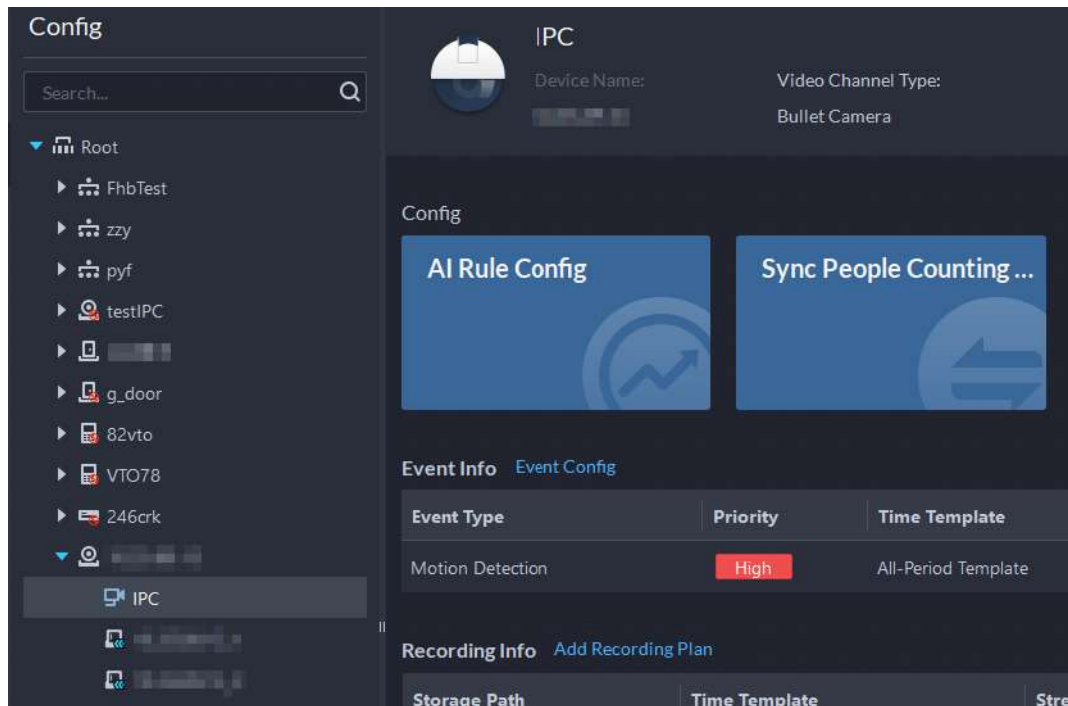 Config
Search...
Root
FhbTest
zzy
pyf
testIPC
g_door
82vto
VTO78
246crk
IPC
IPC
Device Name:
Video Channel Type:
Bullet Camera
Config
AI Rule Config
Sync People Counting ...
Event Info Event Config
Event Type Priority Time Template
Motion Detection High All-Period Template
Recording Info Add Recording Plan
Storage Path Time Template Stre